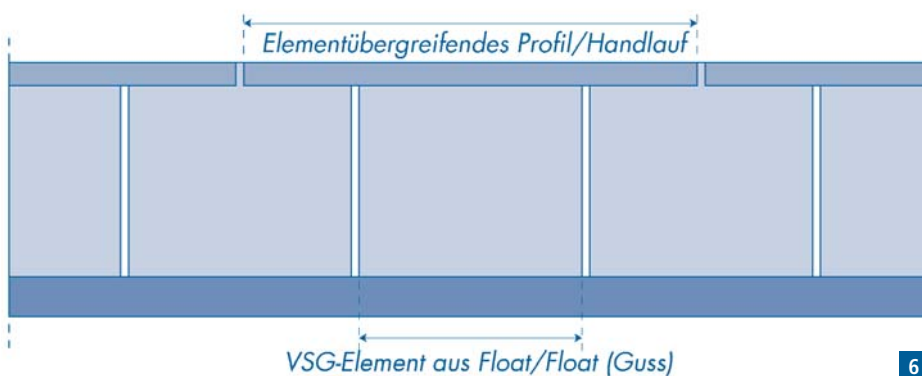 Elementübergreifendes Profil/Handlauf
VSG-Element aus Float/Float (Guss)
6